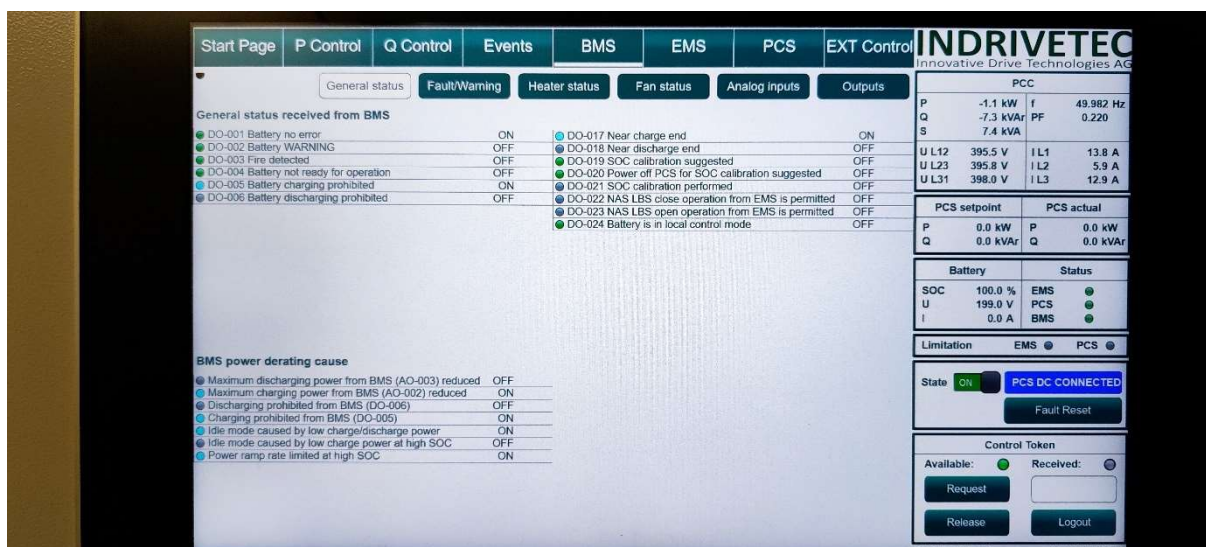 Start Page P Control Q Control Events BMS EMS PCS EXT Control
INDRIVETEC
Innovative Drive Technologies AG
General status Fault/Warning Heater status Fan status Analog inputs Outputs
General status received from BMS
DO-001 Battery no error ON
DO-002 Battery WARNING OFF
DO-003 Fire detected OFF
DO-004 Battery not ready for operation OFF
DO-005 Battery charging prohibited ON
DO-006 Battery discharging prohibited OFF
DO-017 Near charge end ON
DO-018 Near discharge end OFF
DO-019 SOC calibration suggested OFF
DO-020 Power off PCS for SOC calibration suggested OFF
DO-021 SOC calibration performed OFF
DO-022 NAS LBS close operation from EMS is permitted OFF
DO-023 NAS LBS open operation from EMS is permitted OFF
DO-024 Battery is in local control mode OFF
BMS power derating cause
Maximum discharging power from BMS (AO-003) reduced OFF
Maximum charging power from BMS (AO-002) reduced ON
Discharging prohibited from BMS (DO-006) OFF
Charging prohibited from BMS (DO-005) ON
Idle mode caused by low charge/discharge power ON
Idle mode caused by low charge power at high SOC OFF
Power ramp rate limited at high SOC ON
PCC
P -1.1 kW f 49.982 Hz
Q -7.3 kVAr PF 0.220
S 7.4 kVA
U L12 395.5 V I L1 13.8 A
U L23 395.8 V I L2 5.9 A
U L31 398.0 V I L3 12.9 A
PCS setpoint PCS actual
P 0.0 kW P 0.0 kW
Q 0.0 kVAr Q 0.0 kVAr
Battery Status
SOC 100.0 % EMS
U 199.0 V PCS
I 0.0 A BMS
Limitation EMS PCS
State ON PCS DC CONNECTED
Fault Reset
Control Token
Available: Received:
Request
Release Logout